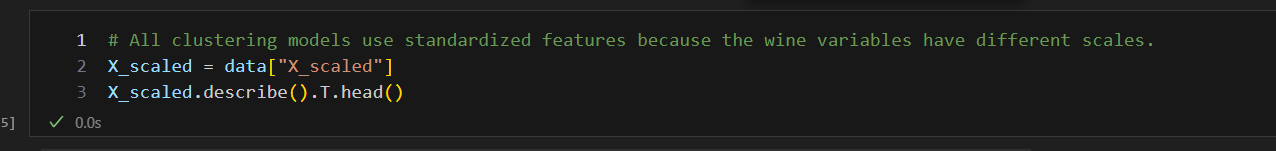 1 # All clustering models use standardized features because the wine variables have different scales.
2 X_scaled = data["X_scaled"]
3 X_scaled.describe().T.head()
5] ✓ 0.0s